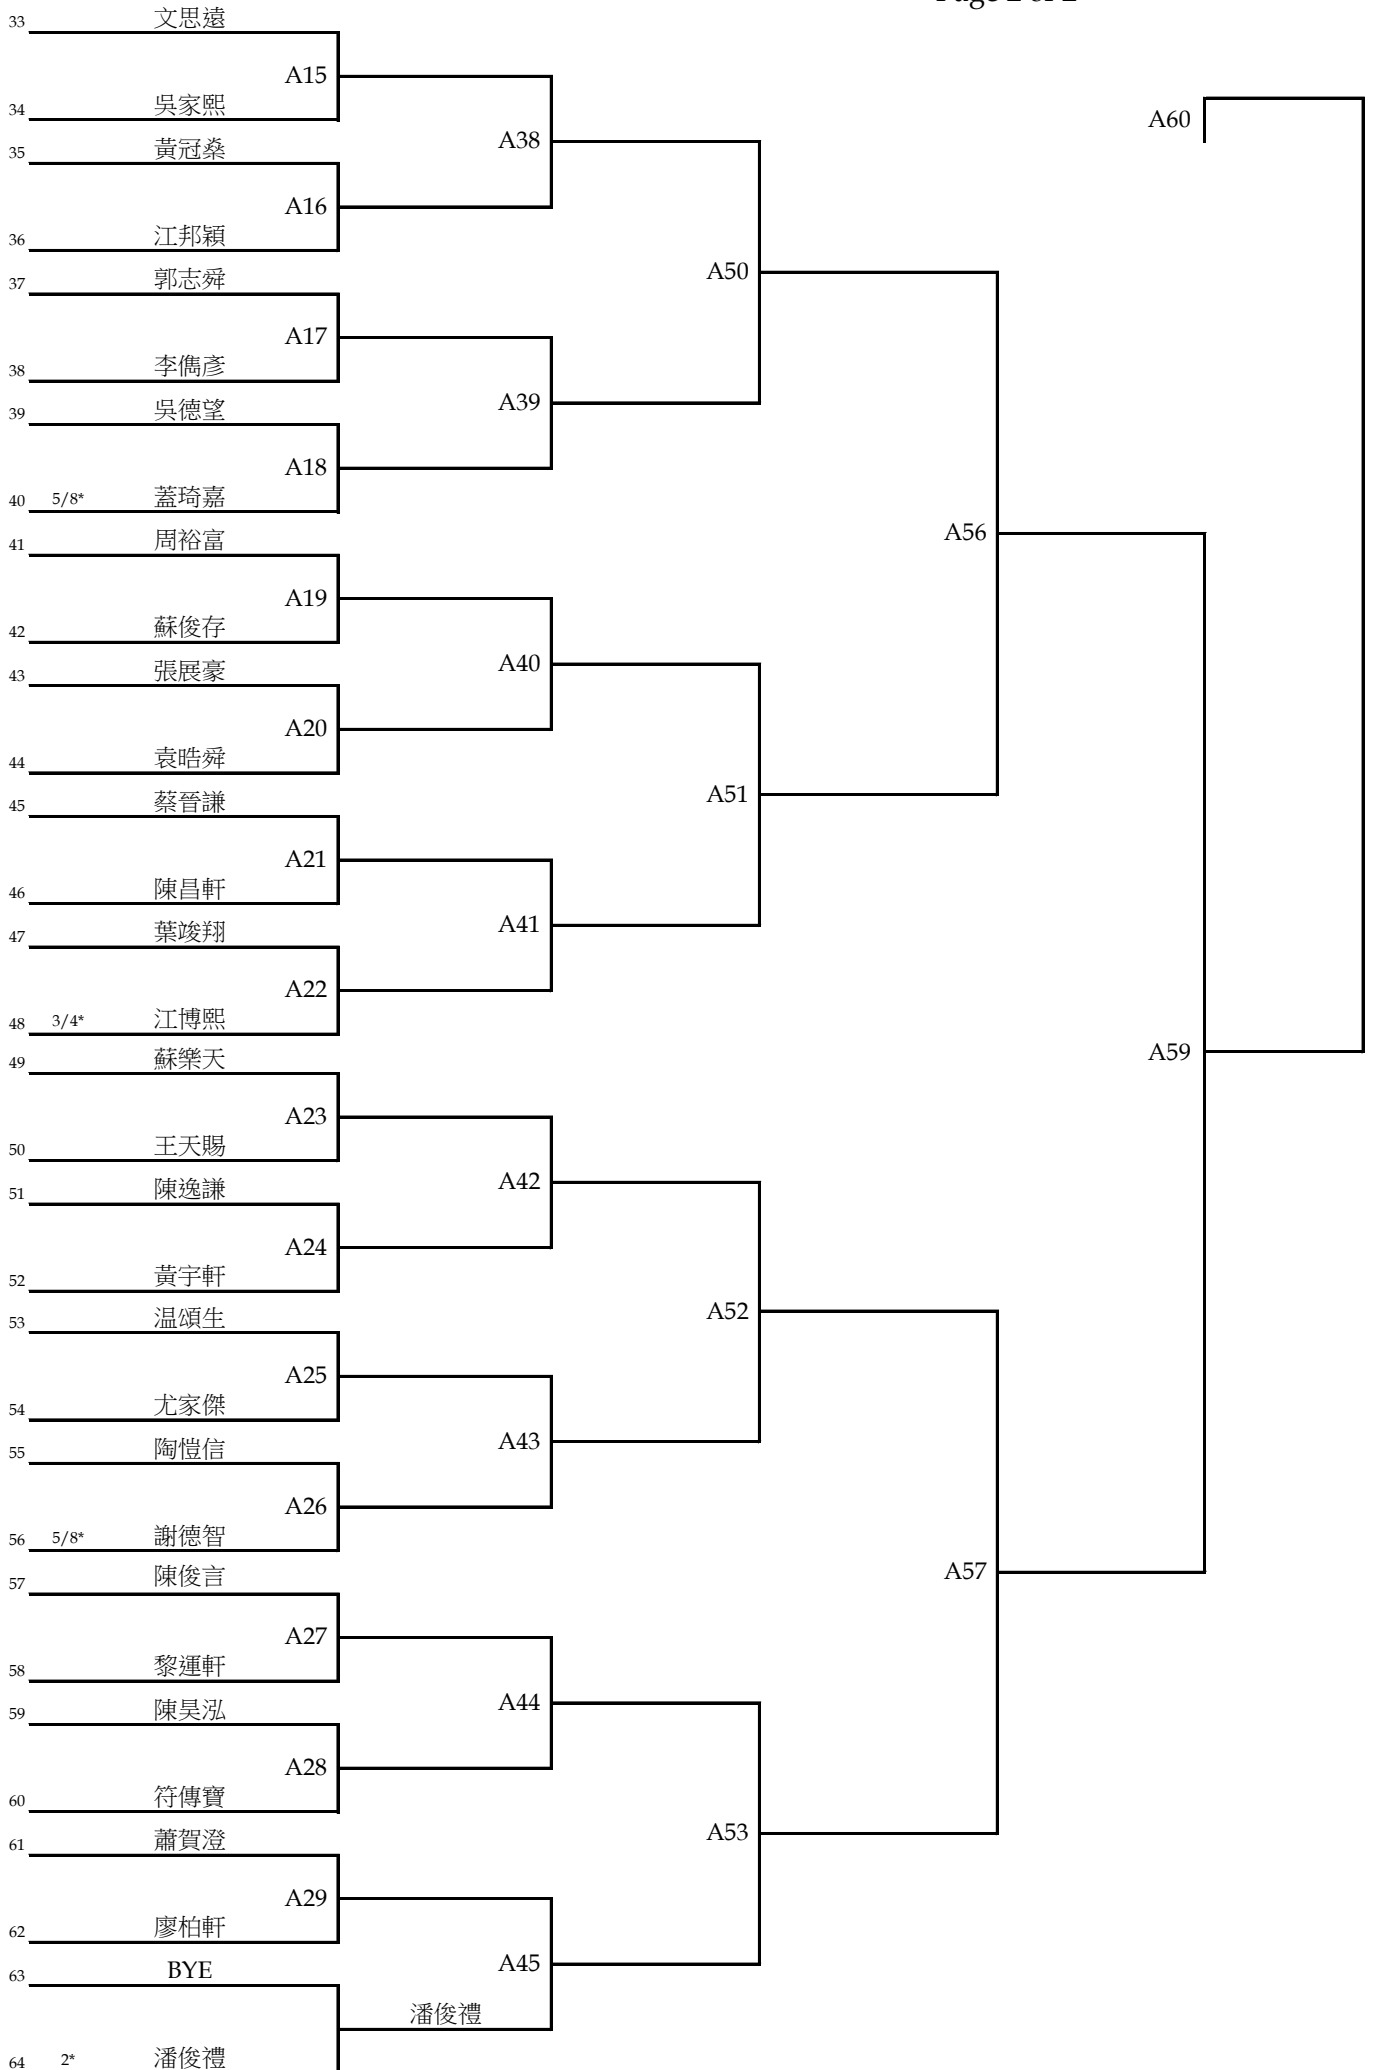 33 文思遠
A15
34 吳家熙
A38
A60
35 黃冠燊
A16
36 江邦穎
A50
37 郭志舜
A17
38 李儁彥
A39
39 吳德望
A18
40 5/8* 蓋琦嘉
A56
41 周裕富
A19
42 蘇俊存
A40
43 張展豪
A20
44 袁晧舜
A51
45 蔡晉謙
A21
46 陳昌軒
A41
47 葉竣翔
A22
48 3/4* 江博熙
A59
49 蘇樂天
A23
50 王天賜
A42
51 陳逸謙
A24
52 黃宇軒
A52
53 温頌生
A25
54 尤家傑
A43
55 陶愷信
A26
56 5/8* 謝德智
A57
57 陳俊言
A27
58 黎運軒
A44
59 陳昊泓
A28
60 符傳寶
A53
61 蕭賀澄
A29
62 廖柏軒
A45
63 BYE
潘俊禮
64 2* 潘俊禮